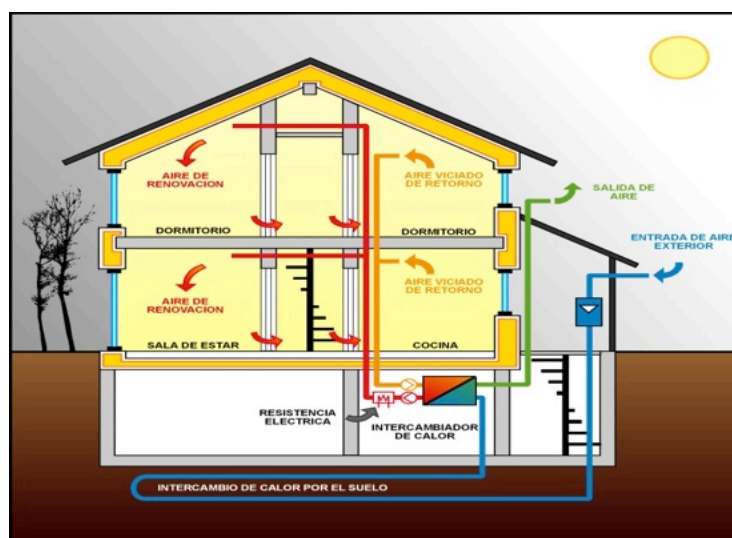 AIRE DE
RENOVACION
AIRE VICIADO
DE RETORNO
SALIDA DE
AIRE
DORMITORIO
DORMITORIO
ENTRADA DE AIRE
EXTERIOR
AIRE DE
RENOVACION
AIRE VICIADO
DE RETORNO
SALA DE ESTAR
COCINA
RESISTENCIA
ELECTRICA
INTERCAMBIADOR
DE CALOR
INTERCAMBIO DE CALOR POR EL SUELO